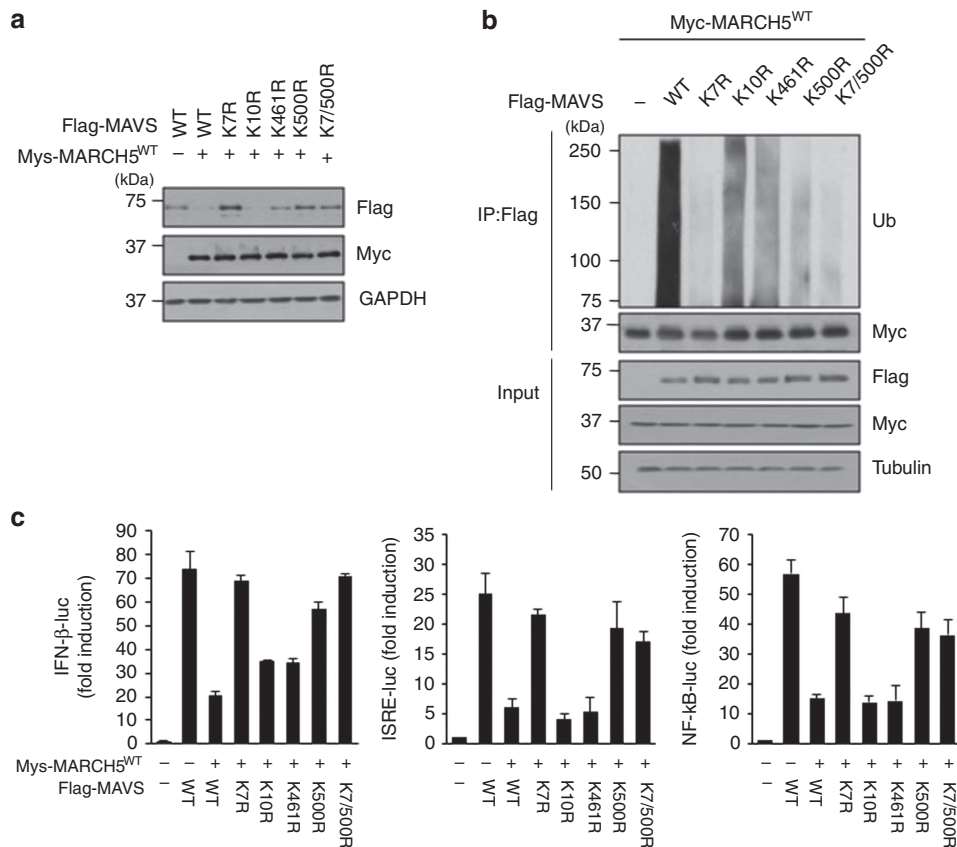 a
Flag-MAVS WT WT K7R K10R K461R K500R K7/500R
Mys-MARCH5WT – + + + + + +
(kDa)
75 Flag
37 Myc
37 GAPDH
b
Myc-MARCH5WT
Flag-MAVS – WT K7R K10R K461R K500R K7/500R
(kDa)
250
150
100
75
IP:Flag
Ub
37 Myc
Input
75 Flag
37 Myc
50 Tubulin
c
IFN-β-luc
(fold induction)
90
80
70
60
50
40
30
20
10
0
Mys-MARCH5WT – – + + + + + +
Flag-MAVS – WT WT K7R K10R K461R K500R K7/500R
ISRE-luc (fold induction)
35
30
25
20
15
10
5
0
– – + + + + + +
– WT WT K7R K10R K461R K500R K7/500R
NF-kB-luc (fold induction)
70
60
50
40
30
20
10
0
– – + + + + + +
– WT WT K7R K10R K461R K500R K7/500R